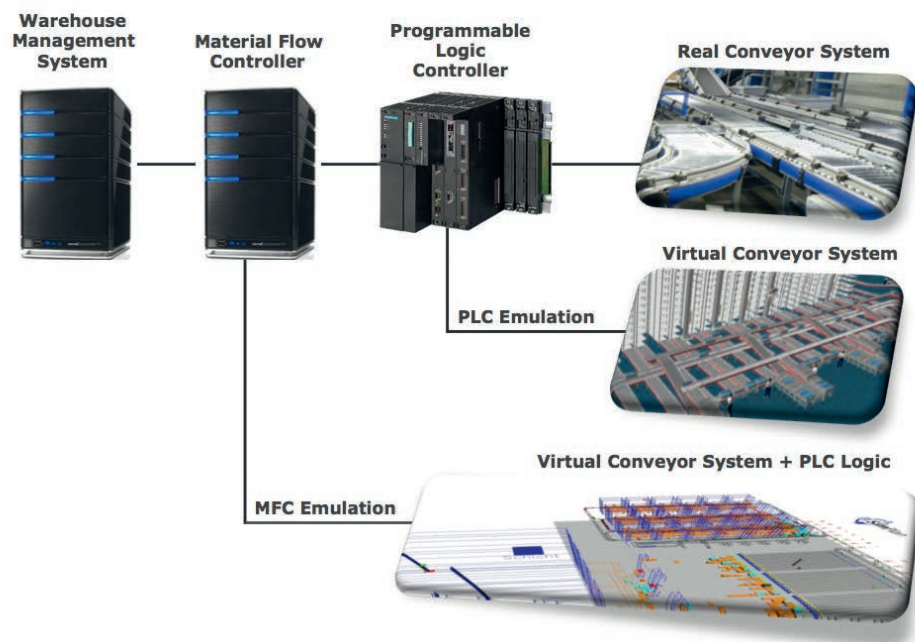 Warehouse
Management
System
Material Flow
Controller
Programmable
Logic
Controller
Real Conveyor System
Virtual Conveyor System
PLC Emulation
Virtual Conveyor System + PLC Logic
MFC Emulation